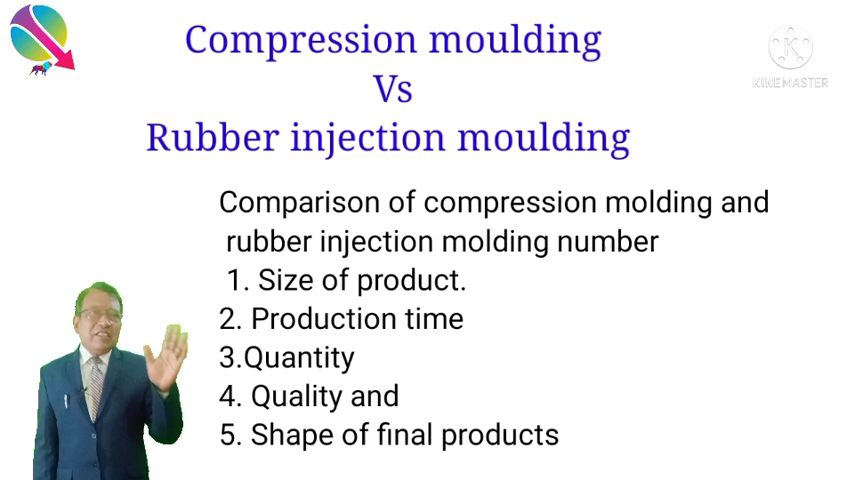 Compression moulding
Vs
Rubber injection moulding
KINEMASTER
Comparison of compression molding and
rubber injection molding number
1. Size of product.
2. Production time
3.Quantity
4. Quality and
5. Shape of final products